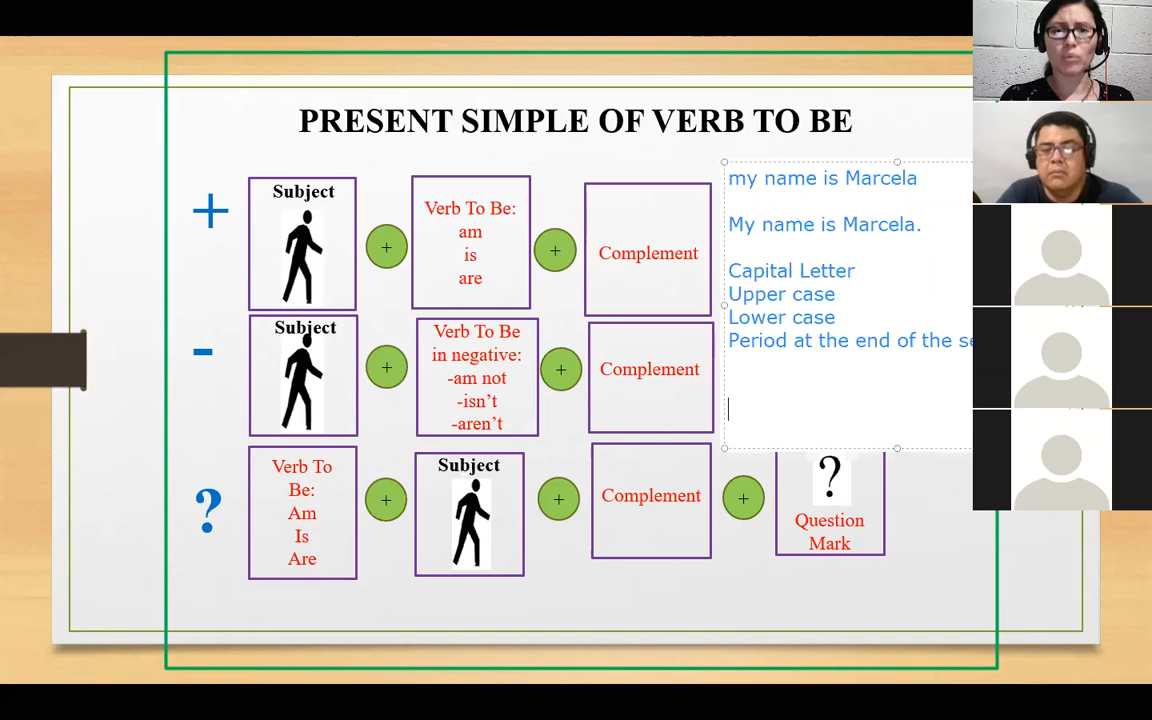 PRESENT SIMPLE OF VERB TO BE
+
Subject
+
Verb To Be:
am
is
are
+
Complement
my name is Marcela
My name is Marcela.
Capital Letter
Upper case
Lower case
Period at the end of the
-
Subject
+
Verb To Be
in negative:
-am not
-isn't
-aren't
+
Complement
?
Verb To
Be:
Am
Is
Are
+
Subject
+
Complement
+
?
Question
Mark